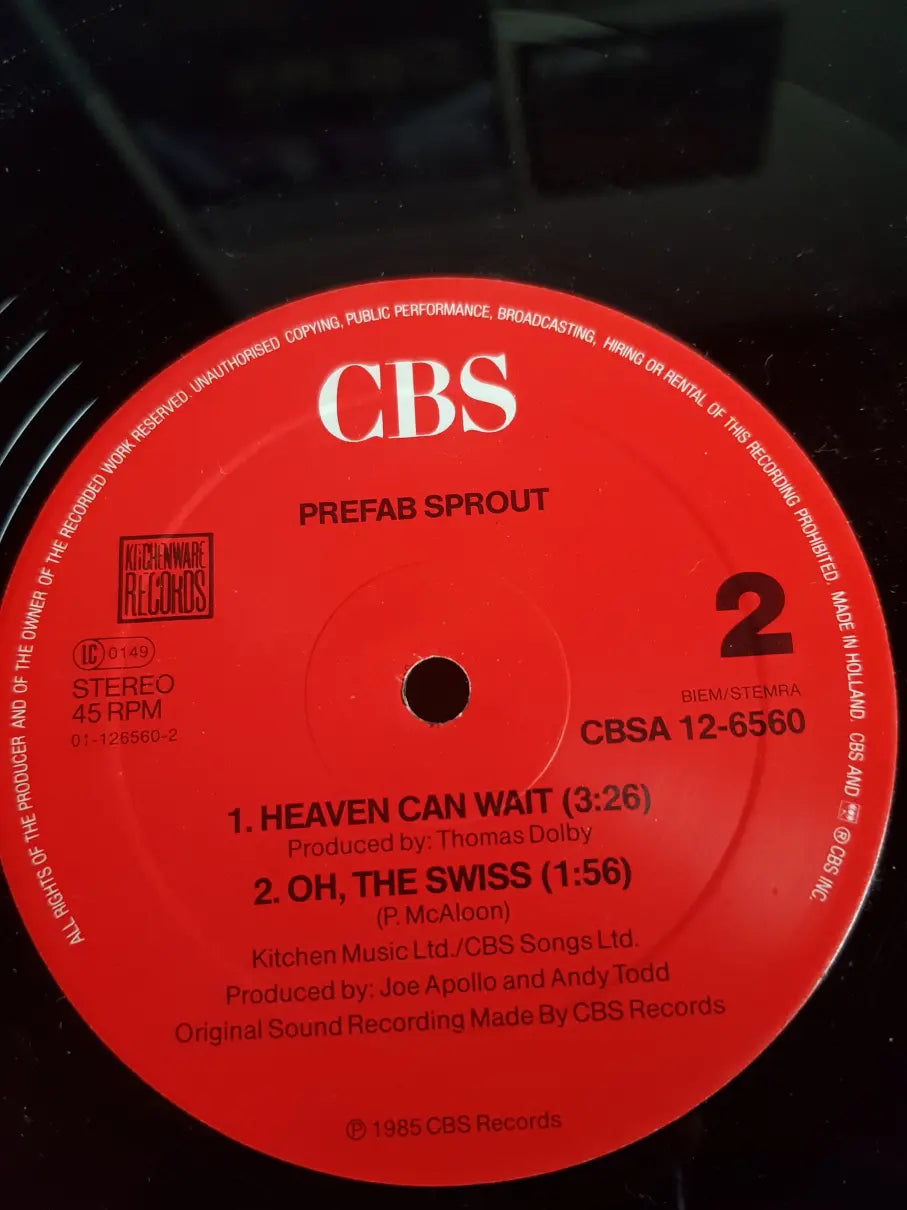 ALL RIGHTS OF THE PRODUCER AND OF THE OWNER OF THE RECORDED WORK RESERVED. UNAUTHORISED COPYING, PUBLIC PERFORMANCE, BROADCASTING, HIRING OR RENTAL OF THIS RECORDING PROHIBITED. MADE IN HOLLAND. CBS AND ℗ CBS INC.
CBS
PREFAB SPROUT
KITCHENWARE
RECORDS
LC 0149
STEREO
45 RPM
01-126560-2
2
BIEM/STEMRA
CBSA 12-6560
1. HEAVEN CAN WAIT (3:26)
Produced by: Thomas Dolby
2. OH, THE SWISS (1:56)
(P. McAloon)
Kitchen Music Ltd./CBS Songs Ltd.
Produced by: Joe Apollo and Andy Todd
Original Sound Recording Made By CBS Records
℗ 1985 CBS Records